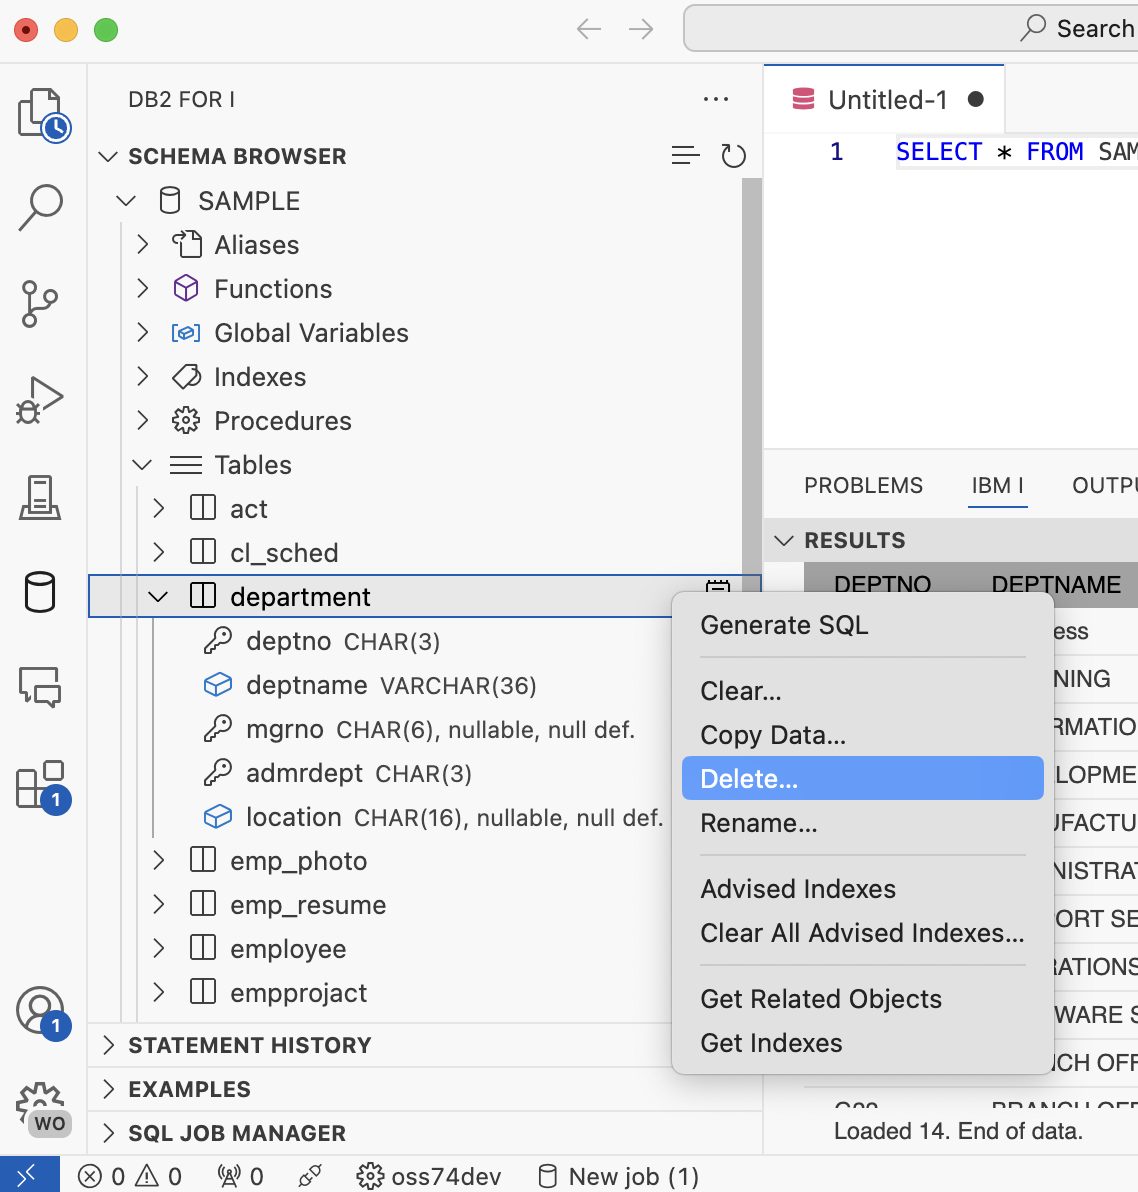 Search
DB2 FOR I
Untitled-1
SCHEMA BROWSER
1 SELECT * FROM SAM
SAMPLE
Aliases
Functions
Global Variables
Indexes
Procedures
Tables
act
cl_sched
department
deptno CHAR(3)
deptname VARCHAR(36)
mgrno CHAR(6), nullable, null def.
admrdept CHAR(3)
location CHAR(16), nullable, null def.
emp_photo
emp_resume
employee
empprojact
STATEMENT HISTORY
EXAMPLES
SQL JOB MANAGER
PROBLEMS IBM I OUTPU
RESULTS
DEPTNO DEPTNAME
Generate SQL
Clear...
Copy Data...
Delete...
Rename...
Advised Indexes
Clear All Advised Indexes...
Get Related Objects
Get Indexes
ess
NING
RMATIO
LOPME
UFACTU
NISTRAT
ORT SE
RATIONS
WARE S
NCH OFF
Loaded 14. End of data.
1
1
WO
0 0 0 oss74dev New job (1)